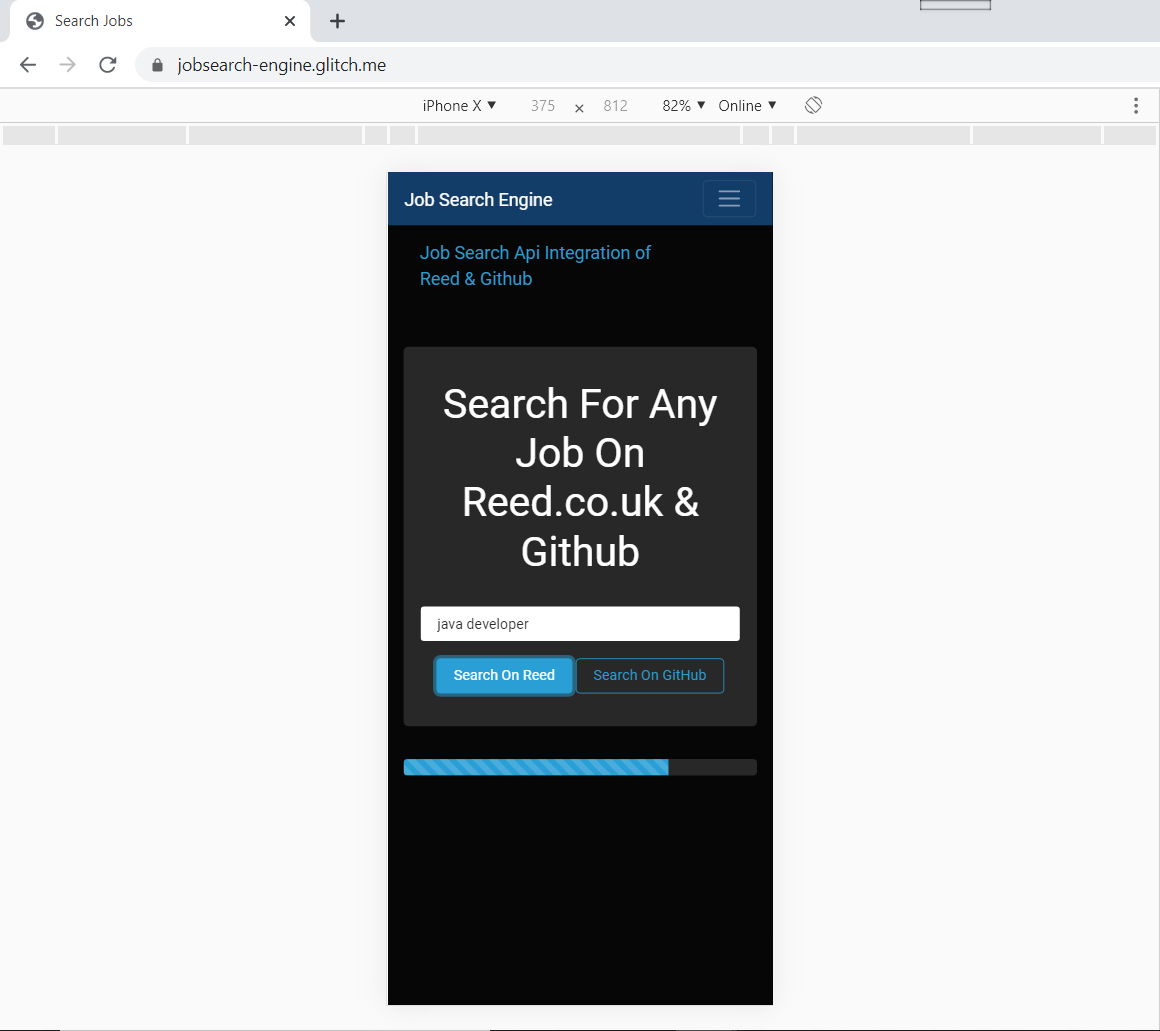 Search Jobs
jobsearch-engine.glitch.me
iPhone X ▼ 375 × 812 82% ▼ Online ▼
Job Search Engine
Job Search Api Integration of
Reed & Github
Search For Any
Job On
Reed.co.uk &
Github
java developer
Search On Reed Search On GitHub